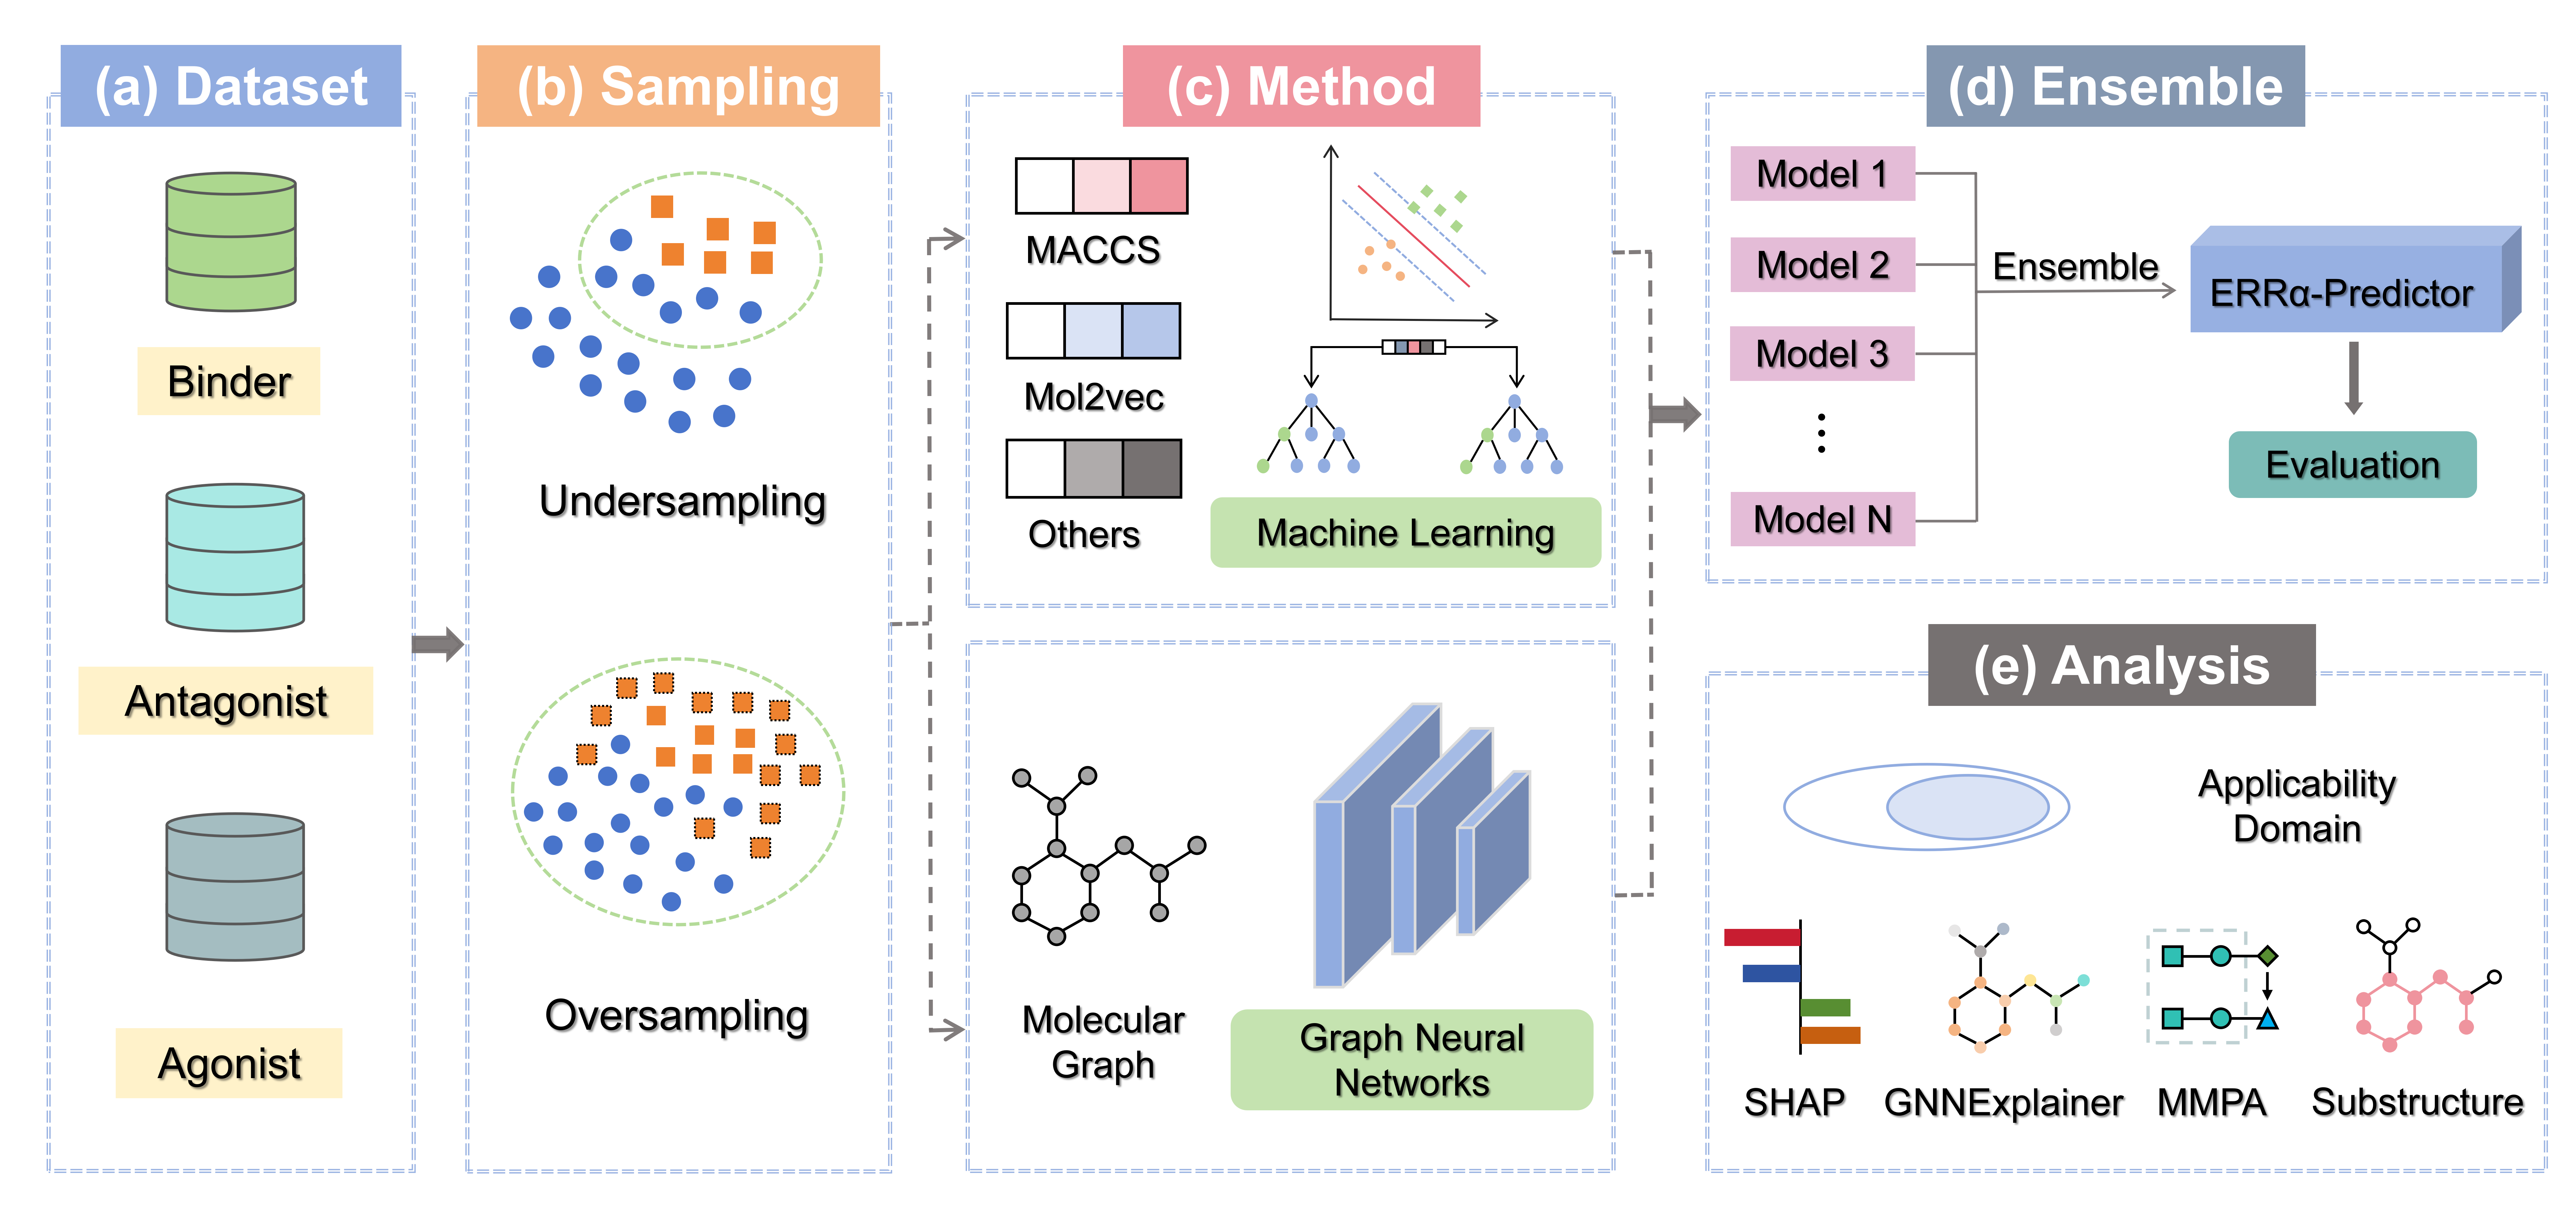 (a) Dataset
Binder
Antagonist
Agonist
(b) Sampling
Undersampling
Oversampling
(c) Method
MACCS
Mol2vec
Others
Machine Learning
Molecular
Graph
Graph Neural
Networks
(d) Ensemble
Model 1
Model 2
Model 3
Model N
Ensemble
ERRα-Predictor
Evaluation
(e) Analysis
Applicability
Domain
SHAP
GNNExplainer
MMPA
Substructure